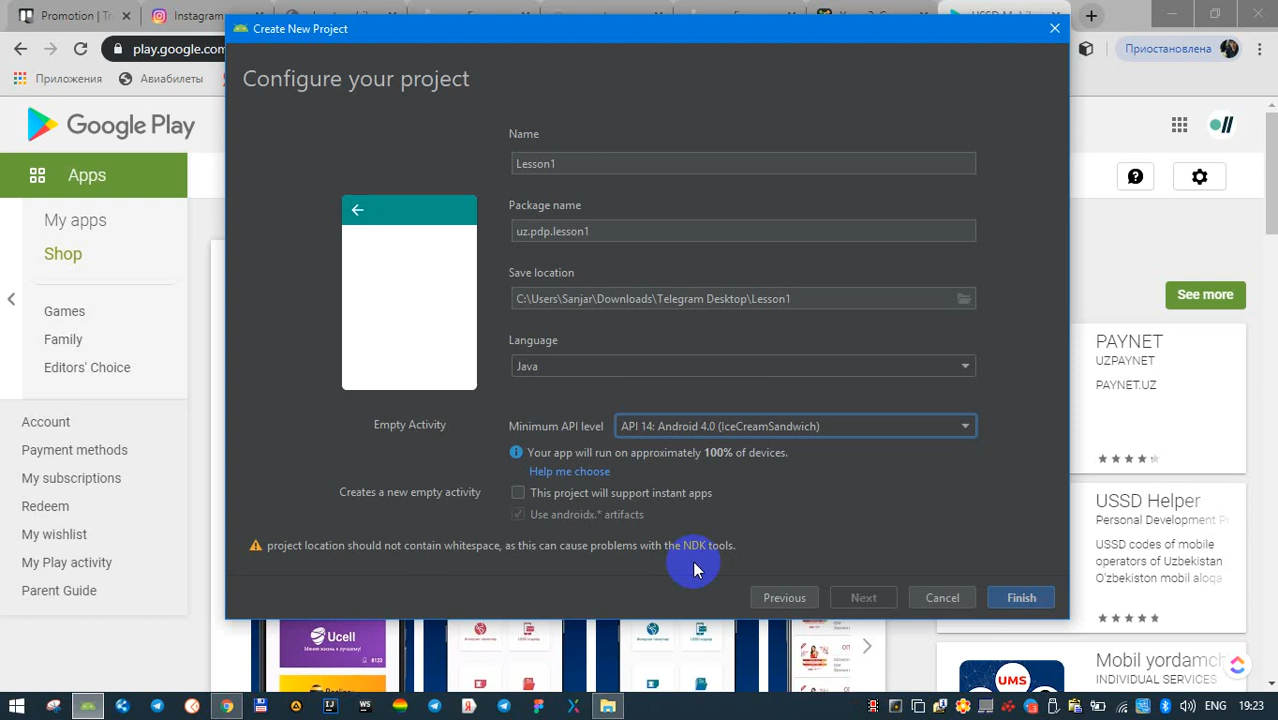 Promotion | Tr
Instagram
Create New Project
play.google.com
Приостановлена
Приложения
Авиабилеты
Configure your project
Google Play
Name
Lesson1
Apps
Package name
My apps
uz.pdp.lesson1
Shop
Save location
C:\Users\Sanjar\Downloads\Telegram Desktop\Lesson1
See more
Games
Language
PAYNET
Family
UZPAYNET
Java
Editors' Choice
PAYNET.UZ
Account
Empty Activity
Minimum API level
API 14: Android 4.0 (IceCreamSandwich)
Payment methods
Your app will run on approximately 100% of devices.
My subscriptions
Help me choose
Creates a new empty activity
This project will support instant apps
USSD Helper
Redeem
Use androidx.* artifacts
Personal Development
My wishlist
project location should not contain whitespace, as this can cause problems with the NDK tools.
USSD codes of mobile
operators of Uzbekistan
My Play activity
O'zbekiston mobil aloqa
Parent Guide
Previous
Next
Cancel
Finish
Ucell
8123
Mobil yordamch
UMS
INDIVIDUAL SERVICES
IJ
WS
ENG
19:23